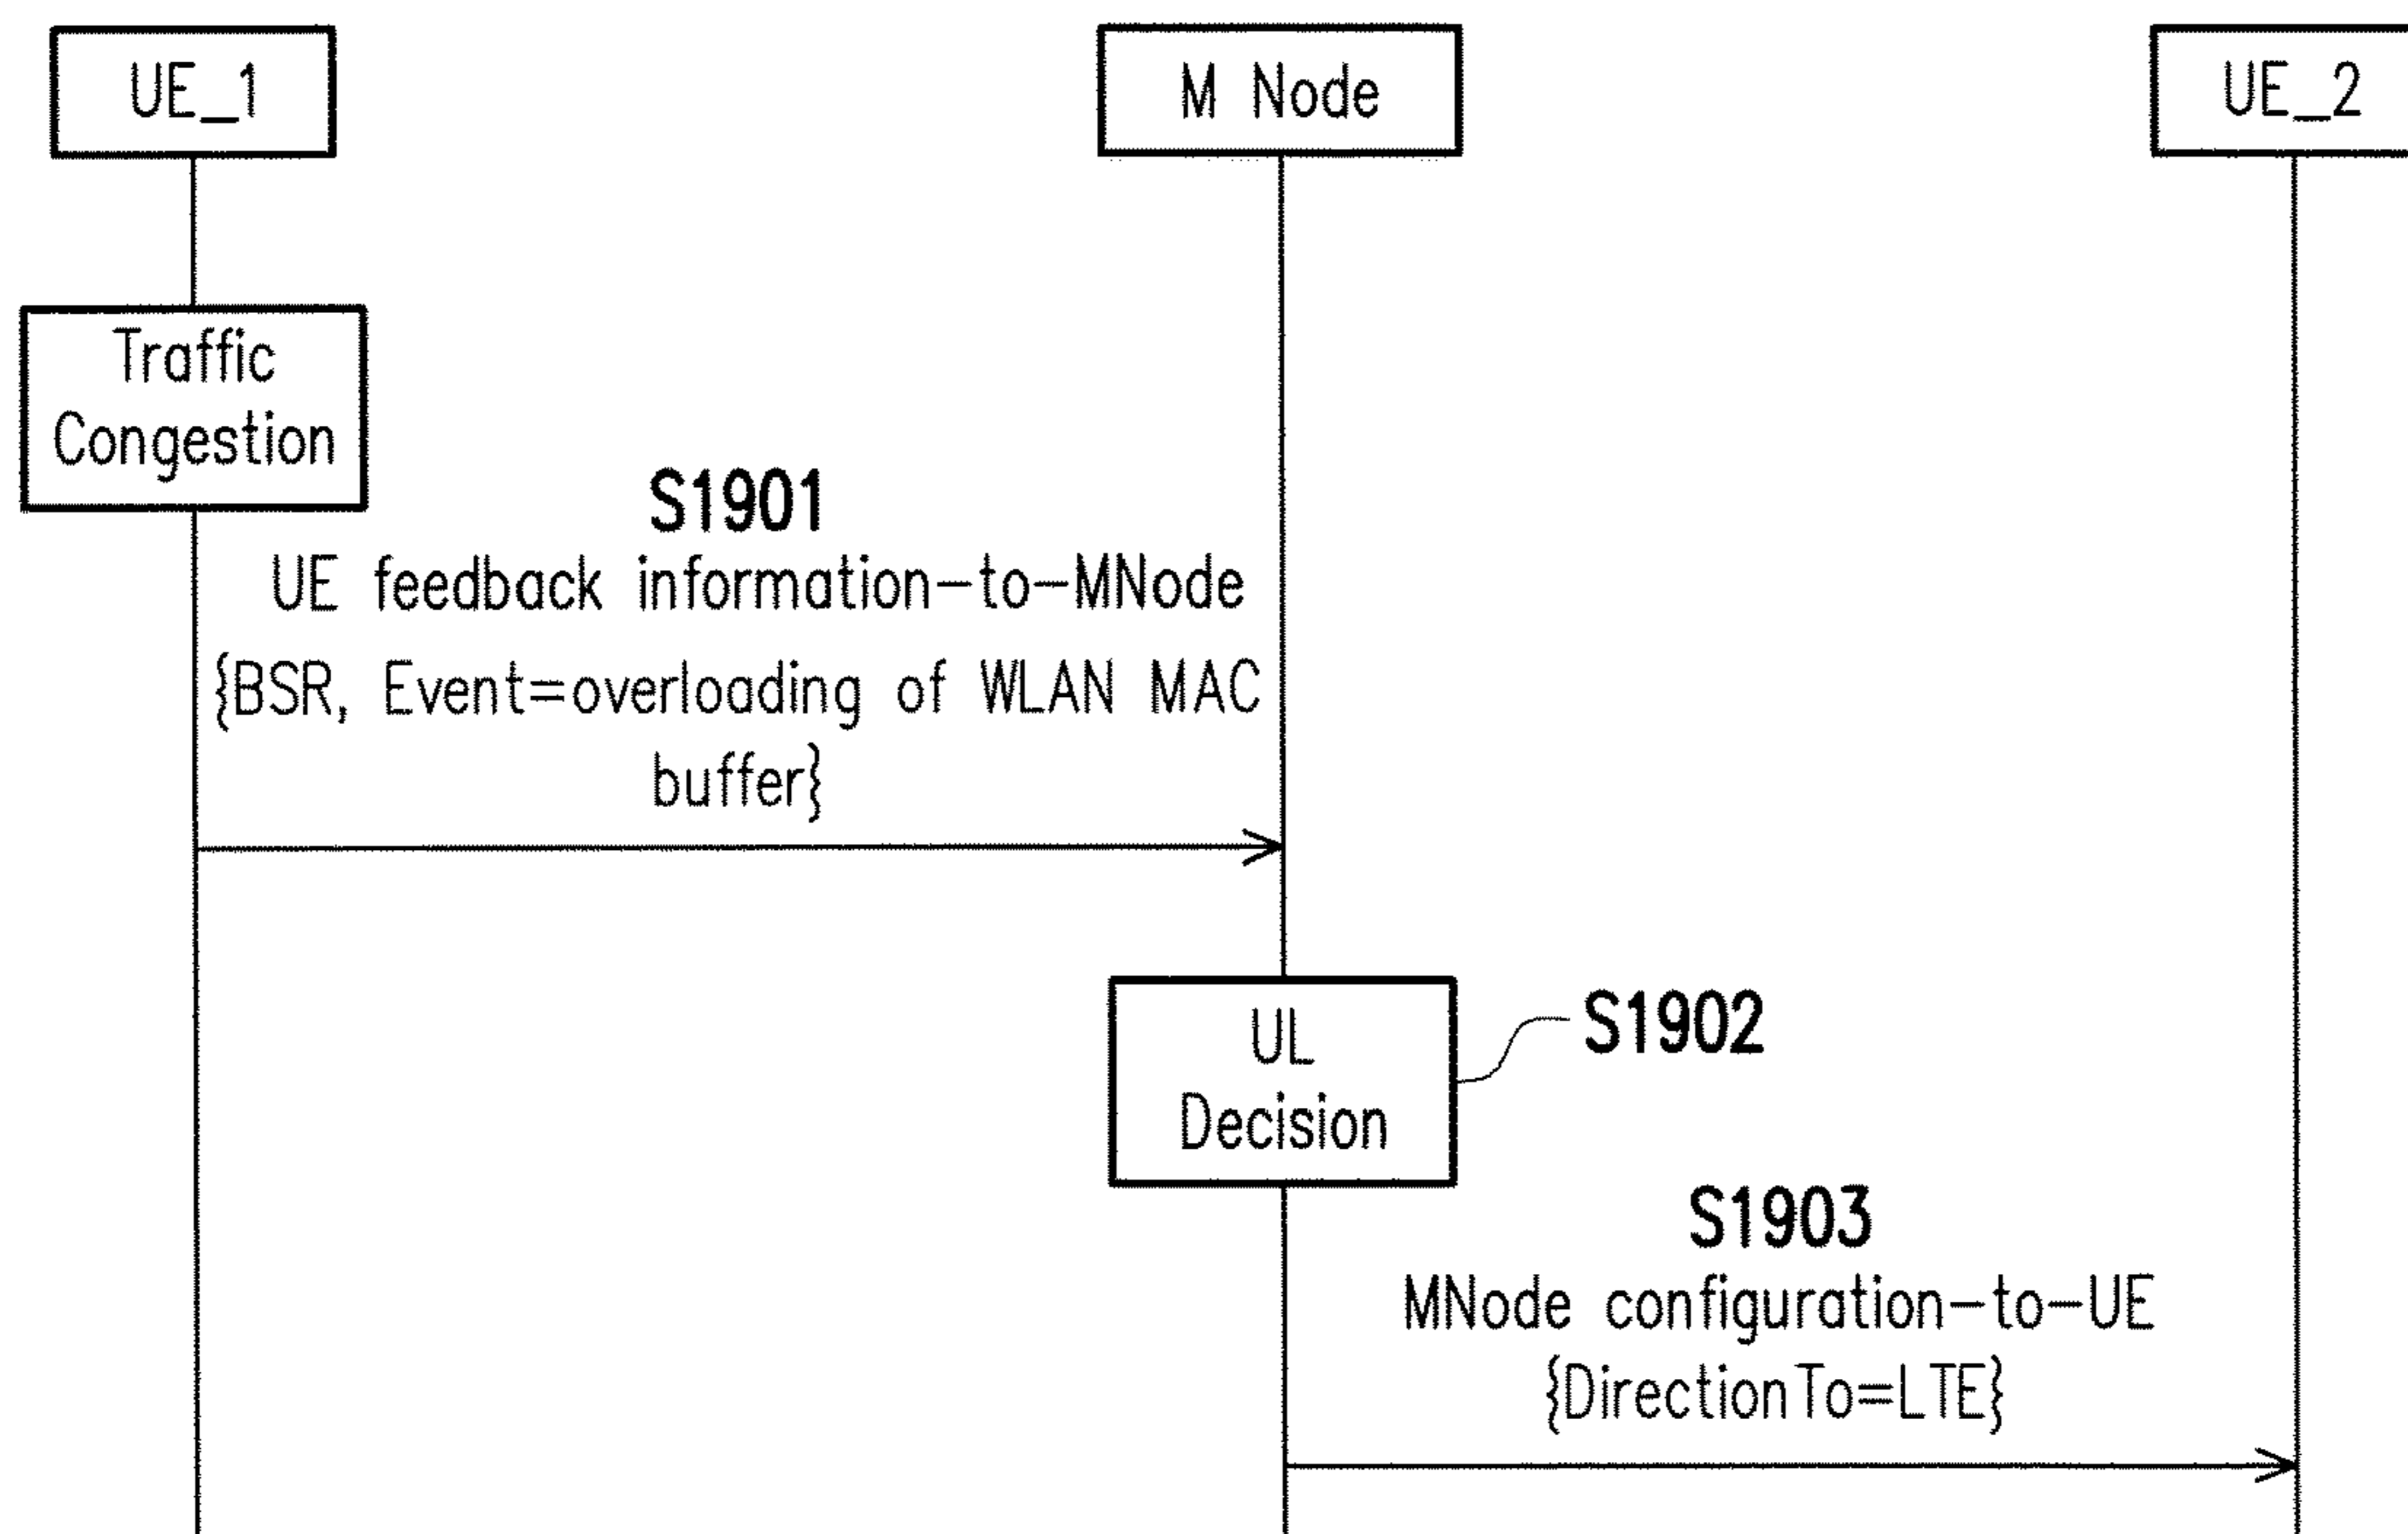 UE_1
M Node
UE_2
Traffic
Congestion
S1901
UE feedback information-to-MNode
{BSR, Event=overloading of WLAN MAC
buffer}
UL
Decision
S1902
S1903
MNode configuration-to-UE
{DirectionTo=LTE}